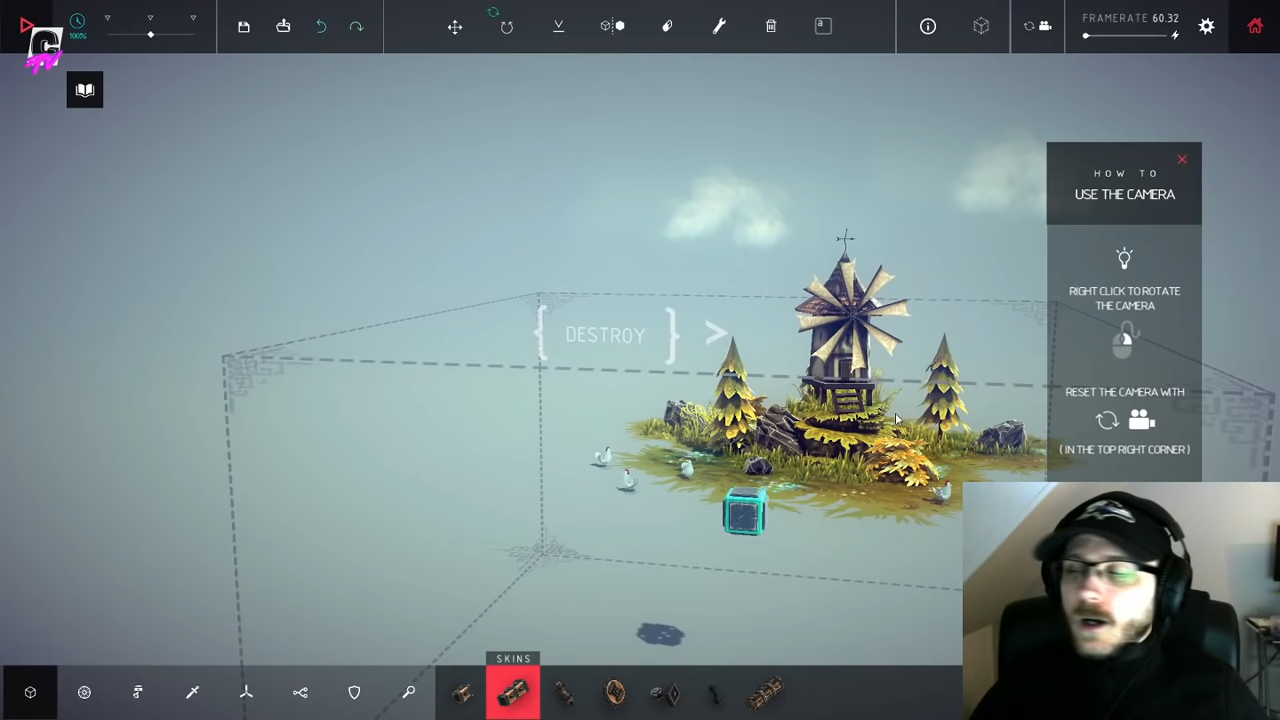 100%
FRAMERATE 60.32
HOW TO
USE THE CAMERA
RIGHT CLICK TO ROTATE
THE CAMERA
RESET THE CAMERA WITH
( IN THE TOP RIGHT CORNER )
{ DESTROY } >
SKINS
a